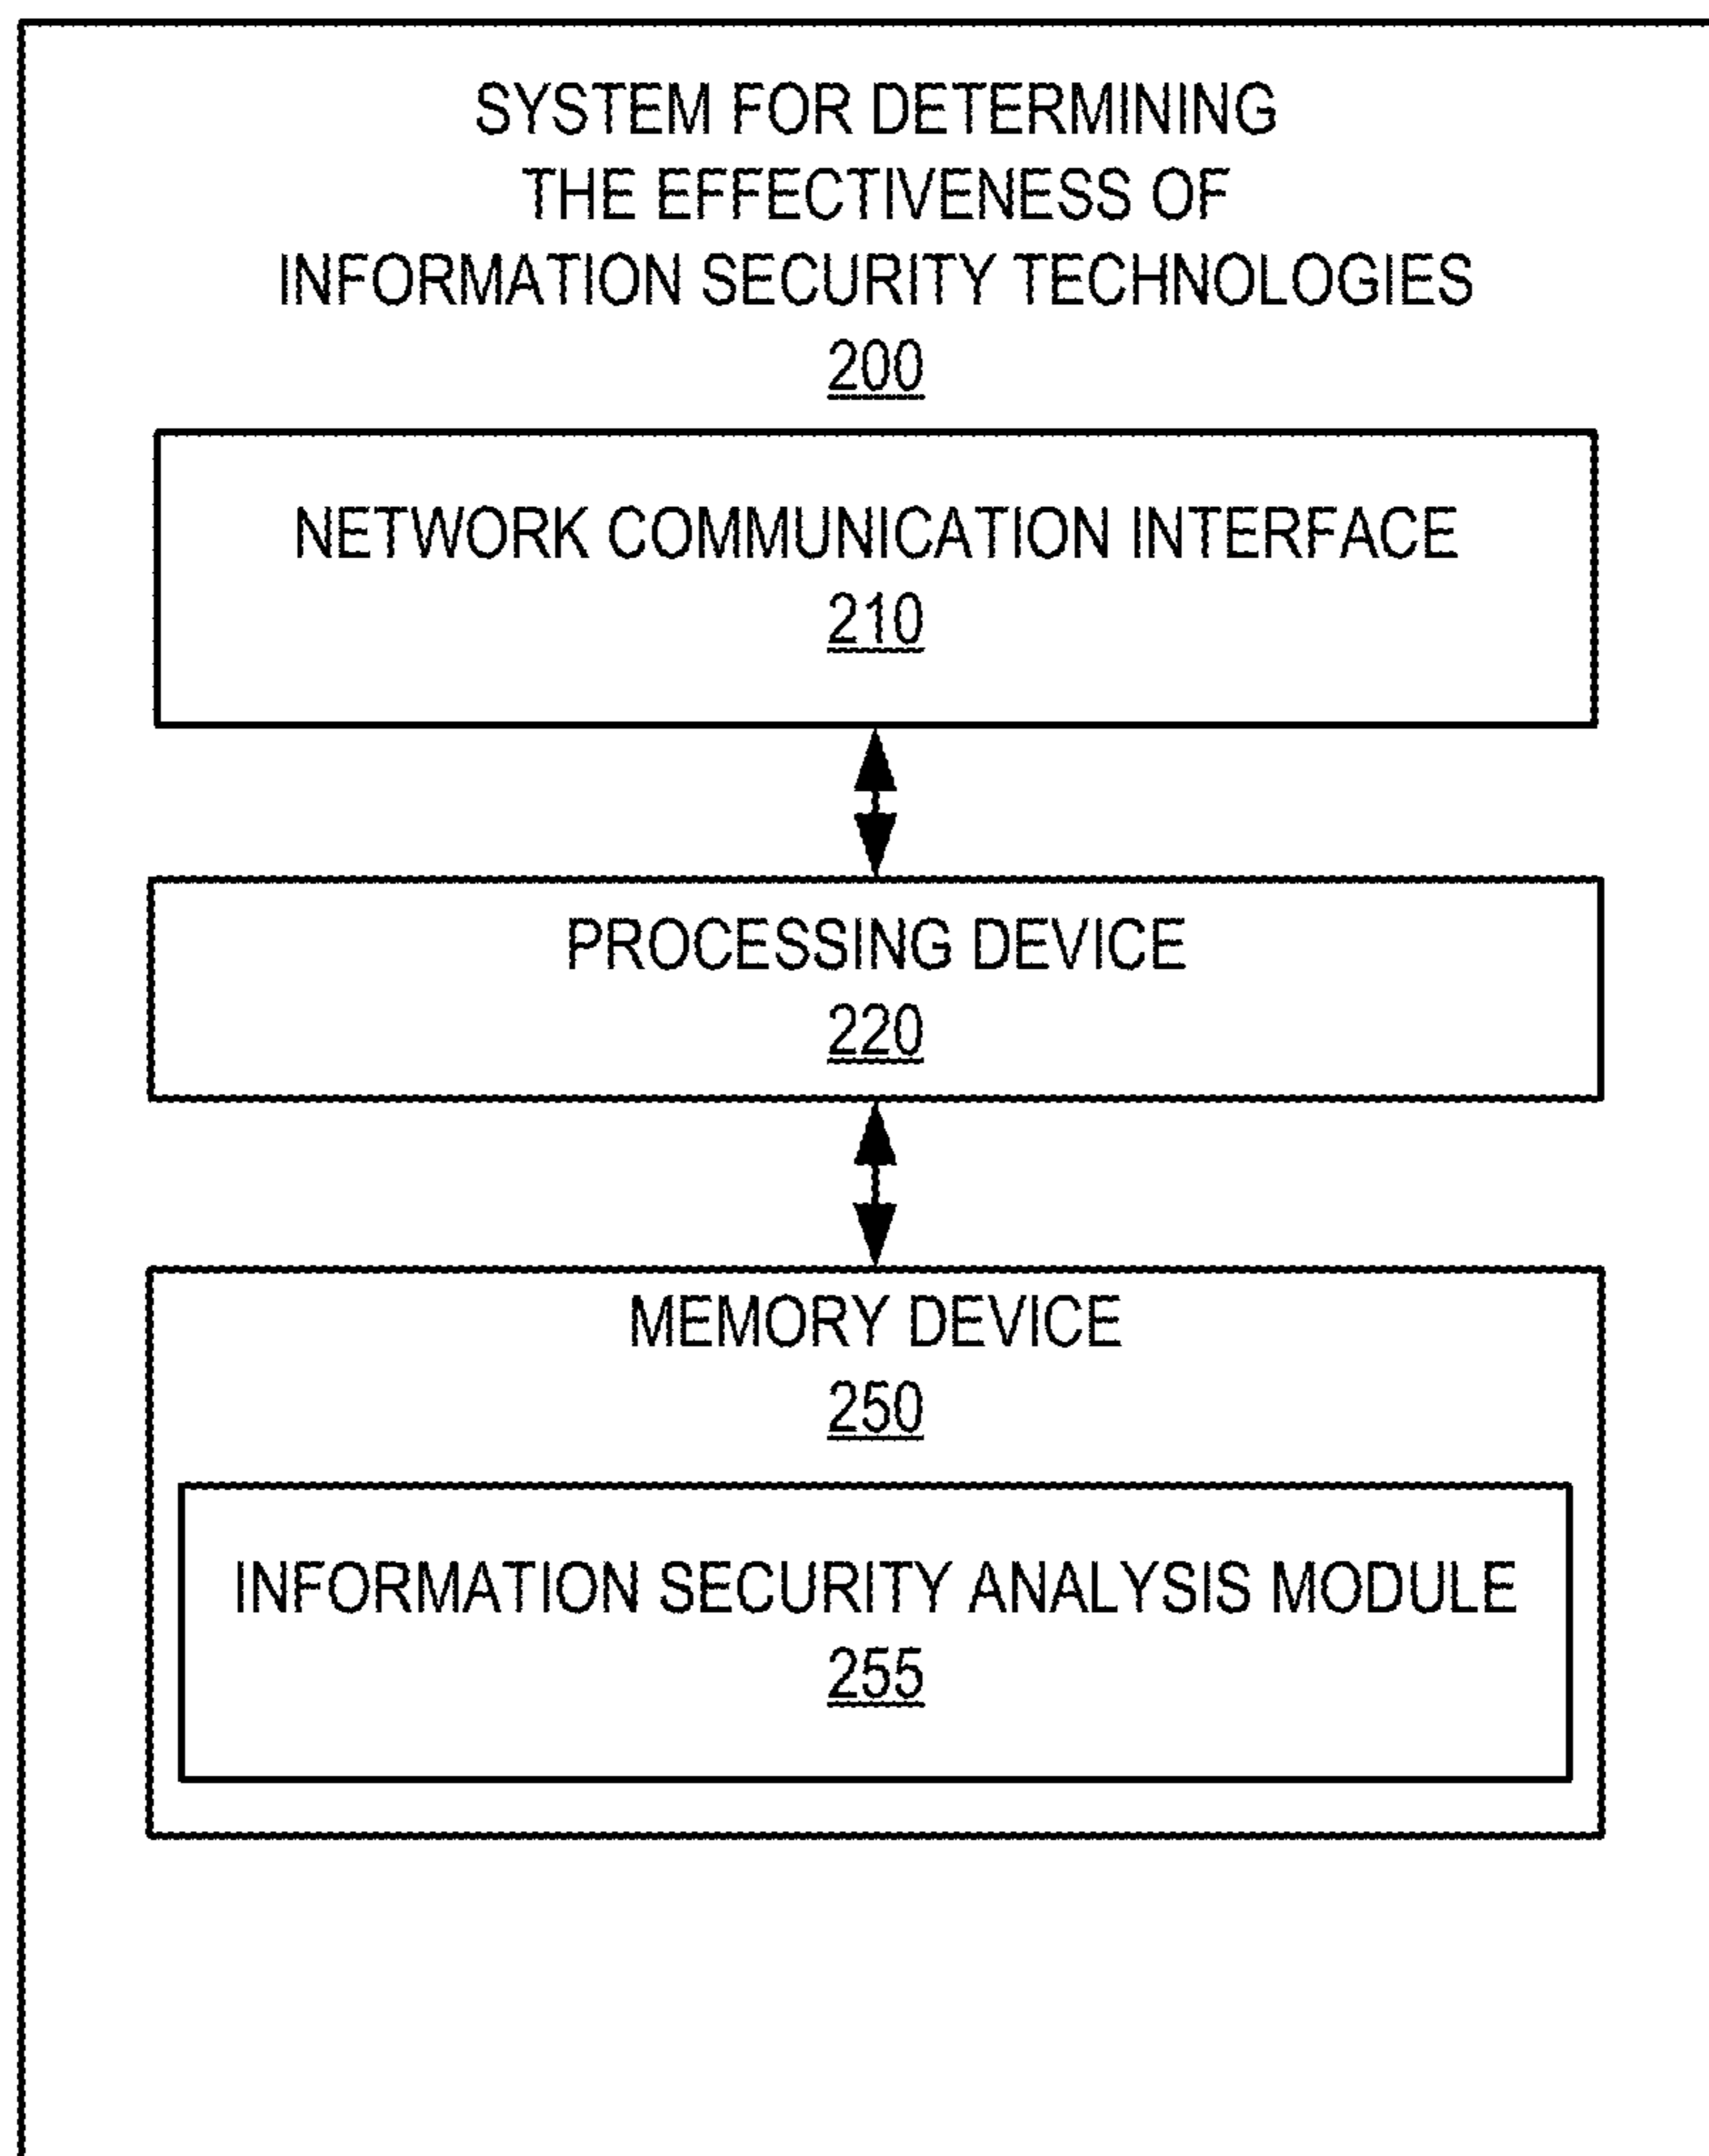 SYSTEM FOR DETERMINING
THE EFFECTIVENESS OF
INFORMATION SECURITY TECHNOLOGIES
200
NETWORK COMMUNICATION INTERFACE
210
PROCESSING DEVICE
220
MEMORY DEVICE
250
INFORMATION SECURITY ANALYSIS MODULE
255